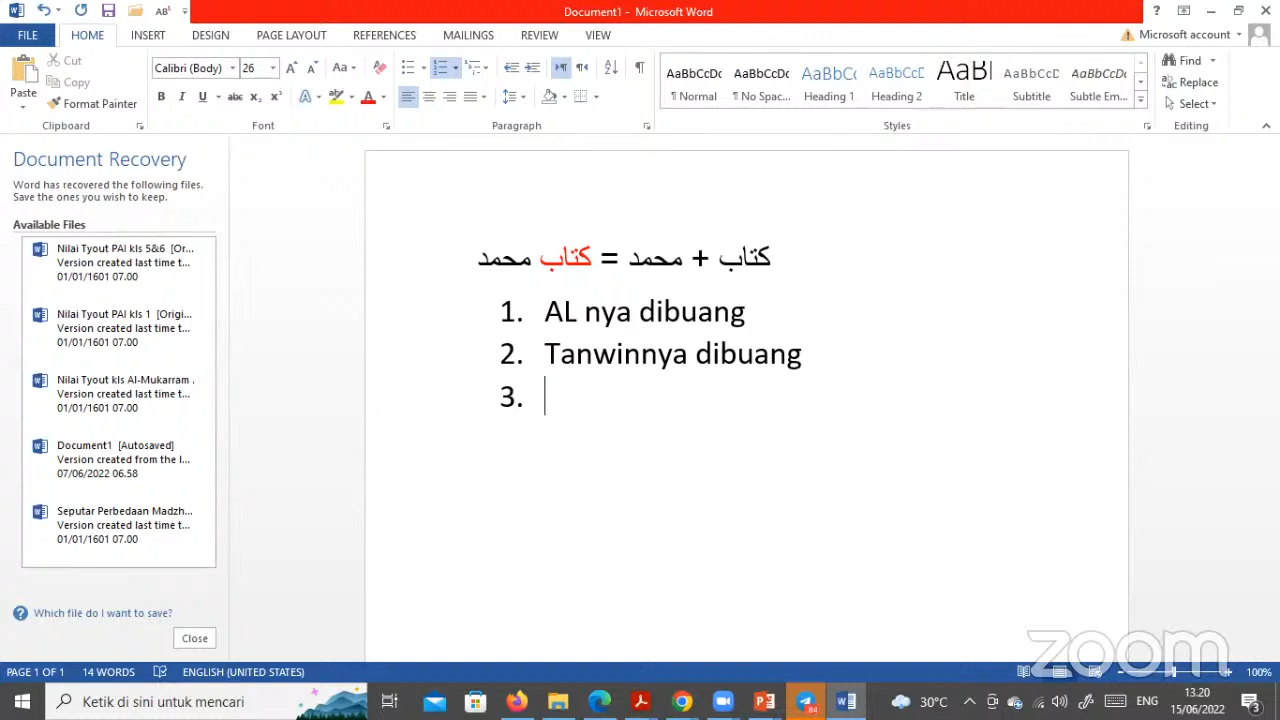 Document1 - Microsoft Word
FILE HOME INSERT DESIGN PAGE LAYOUT REFERENCES MAILINGS REVIEW VIEW Microsoft account
Paste
Cut
Copy
Format Painter
Calibri (Body) 26
AaBbCcDc AaBbCcDc AaBbCc AaBbCcD AaBl AaBbCcDc AaBbCcDc
¶ Normal ¶ No Spac... Heading 1 Heading 2 Title Subtitle Subtle Em...
Find
Replace
Select
Clipboard Font Paragraph Styles Editing
Document Recovery
Word has recovered the following files.
Save the ones you wish to keep.
Available Files
Nilai Tyout PAI kls 5&6 [Or...
Version created last time t...
01/01/1601 07.00
Nilai Tyout PAI kls 1 [Origi...
Version created last time t...
01/01/1601 07.00
Nilai Tyout kls Al-Mukarram .
Version created last time t...
01/01/1601 07.00
Document1 [Autosaved]
Version created from the l...
07/06/2022 06.58
Seputar Perbedaan Madzh...
Version created last time t...
01/01/1601 07.00
Which file do I want to save?
Close
كتاب + محمد = كتاب محمد
1. AL nya dibuang
2. Tanwinnya dibuang
3.
zoom
PAGE 1 OF 1 14 WORDS ENGLISH (UNITED STATES) 100%
Ketik di sini untuk mencari
84
30°C
ENG
13.20
15/06/2022
3